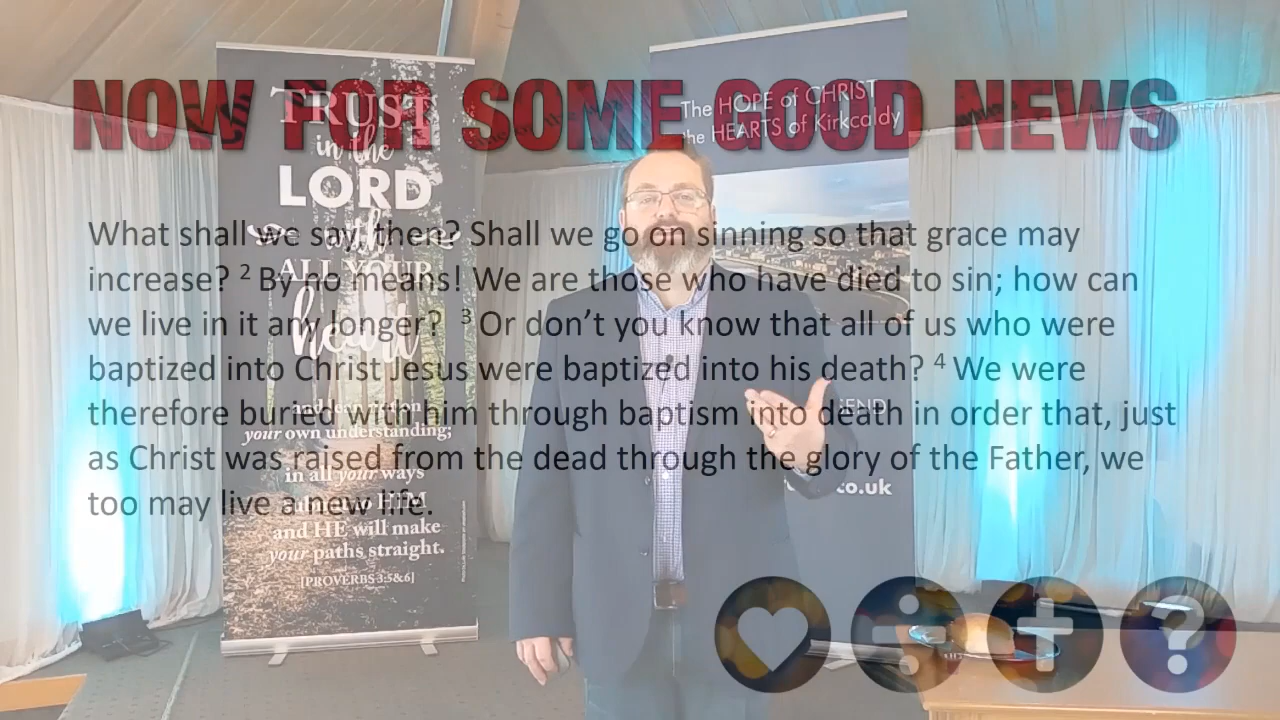 NOW FOR SOME GOOD NEWS
What shall we say, then? Shall we go on sinning so that grace may
increase? 2 By no means! We are those who have died to sin; how can
we live in it any longer? 3 Or don’t you know that all of us who were
baptized into Christ Jesus were baptized into his death? 4 We were
therefore buried with him through baptism into death in order that, just
as Christ was raised from the dead through the glory of the Father, we
too may live a new life.
TRUST
in the
LORD
with
ALL YOUR
heart
and
your own understanding;
in all your ways
HIM
and HE will make
your paths straight.
[PROVERBS 3:5&6]
The HOPE of CHRIST
the HEARTS of Kirkcaldy
.co.uk
?